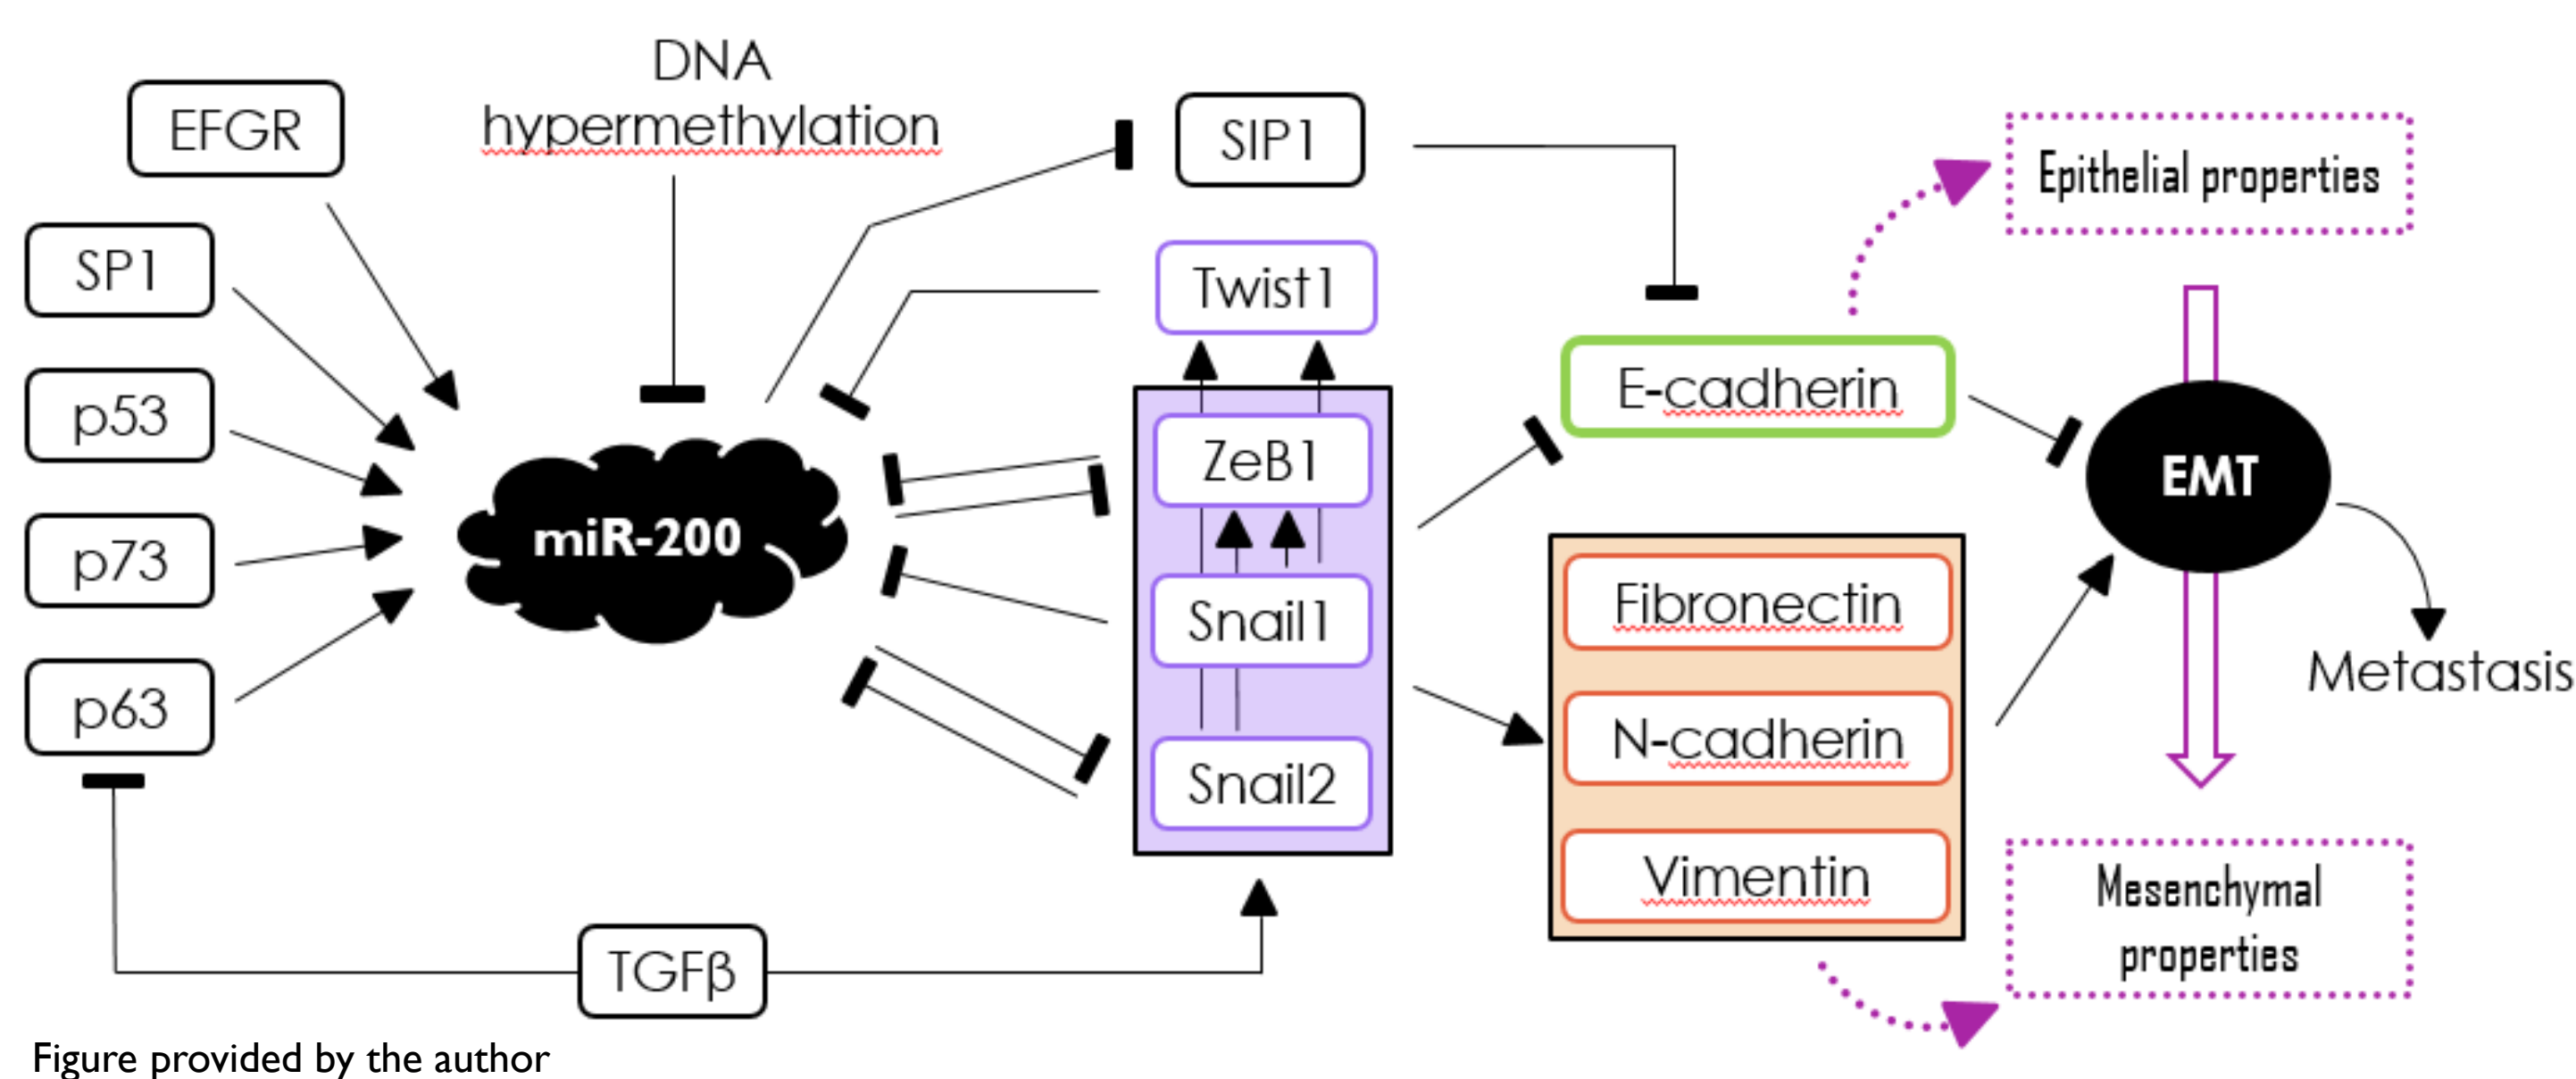 EFGR
DNA
hypermethylation
SIP1
Epithelial properties
SP1
Twist1
p53
E-cadherin
ZeB1
EMT
miR-200
p73
Fibronectin
Snail1
Metastasis
p63
N-cadherin
Snail2
Vimentin
Mesenchymal
properties
TGFβ
Figure provided by the author